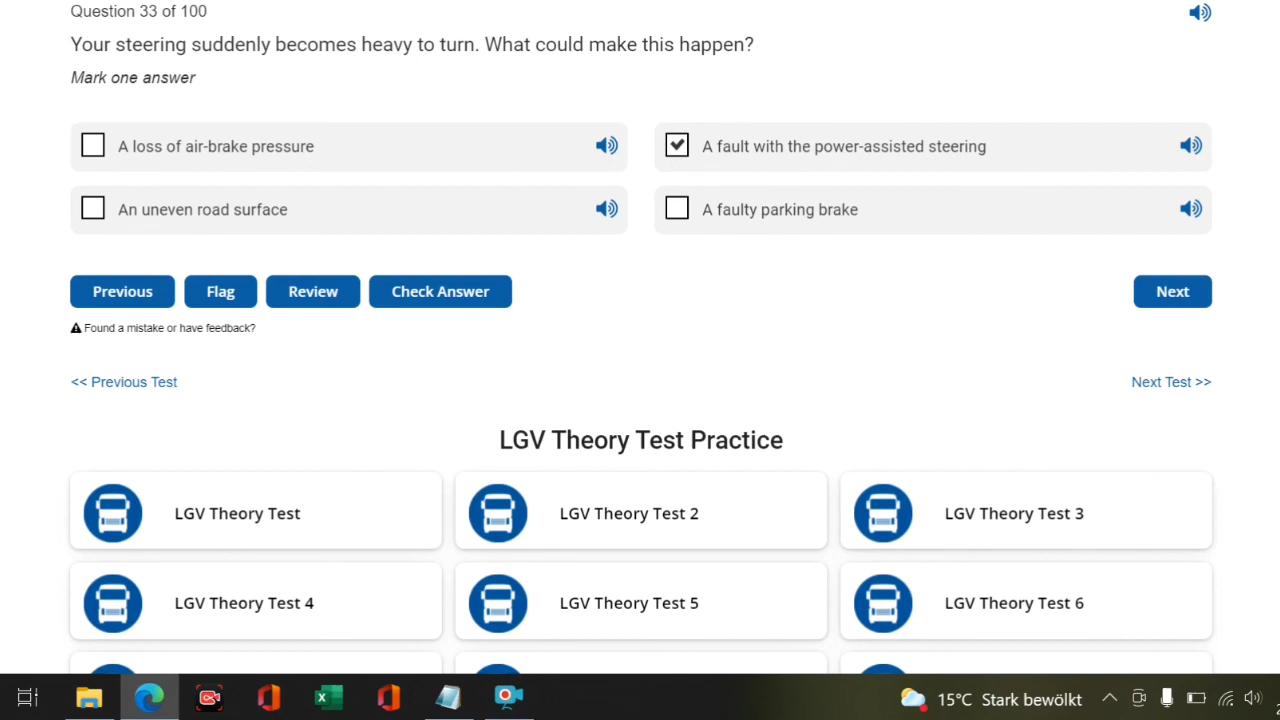 Question 33 of 100
Your steering suddenly becomes heavy to turn. What could make this happen?
Mark one answer
A loss of air-brake pressure
A fault with the power-assisted steering
An uneven road surface
A faulty parking brake
Previous
Flag
Review
Check Answer
Next
Found a mistake or have feedback?
<< Previous Test
Next Test >>
LGV Theory Test Practice
LGV Theory Test
LGV Theory Test 2
LGV Theory Test 3
LGV Theory Test 4
LGV Theory Test 5
LGV Theory Test 6
15°C Stark bewölkt